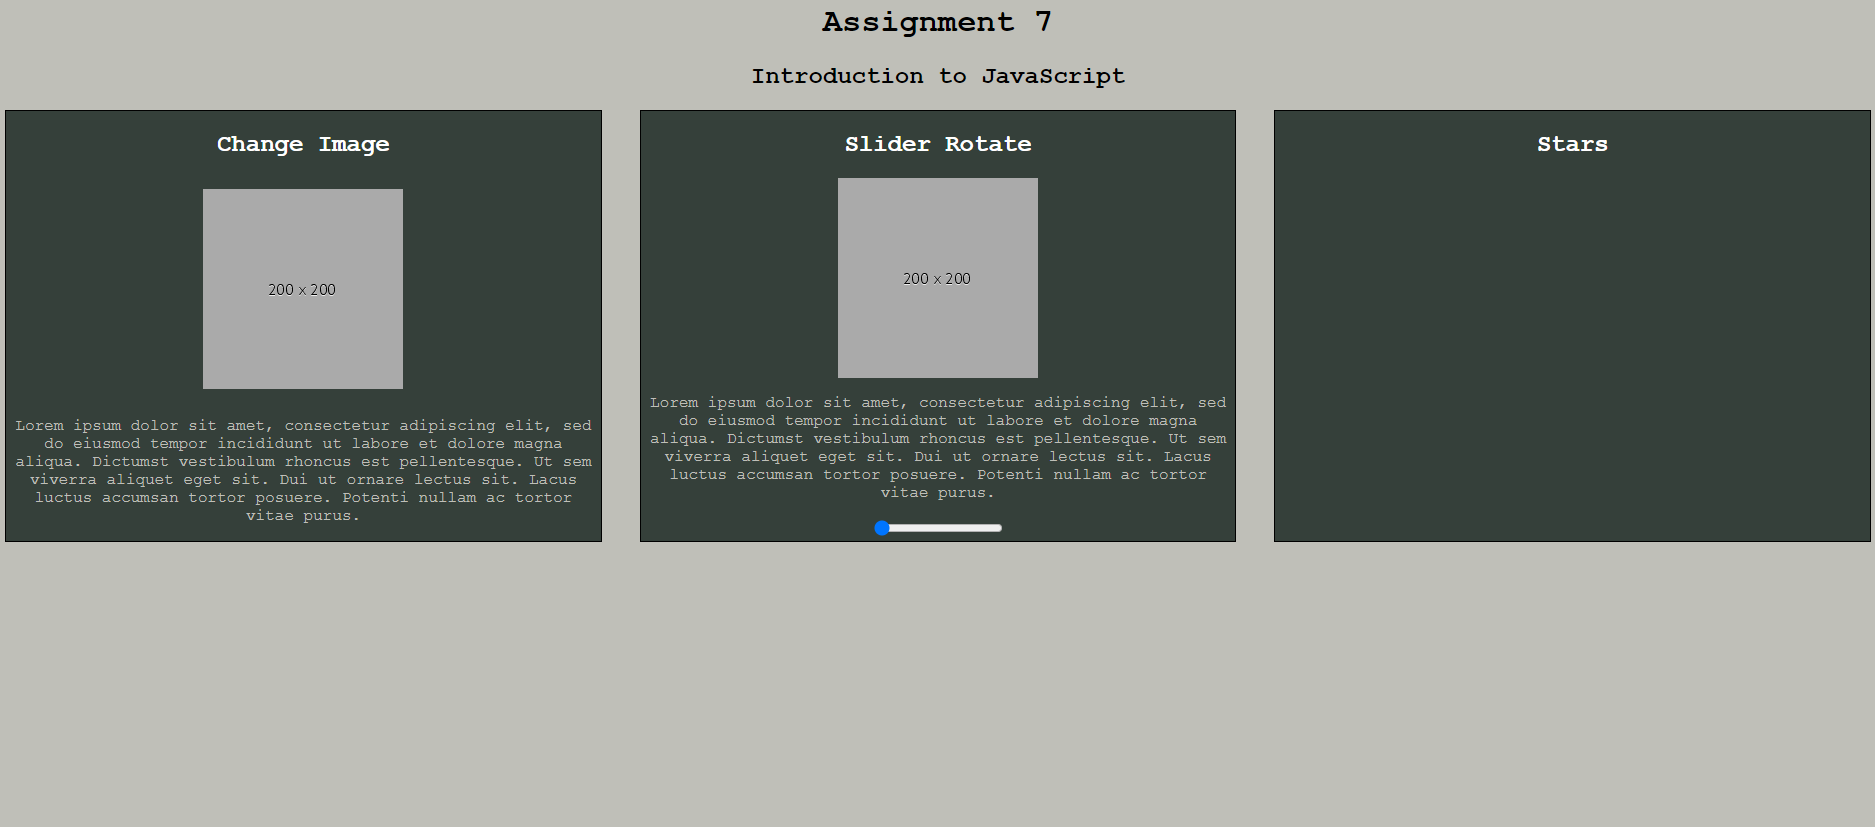 Assignment 7
Introduction to JavaScript
Change Image
200 x 200
Lorem ipsum dolor sit amet, consectetur adipiscing elit, sed
do eiusmod tempor incididunt ut labore et dolore magna
aliqua. Dictumst vestibulum rhoncus est pellentesque. Ut sem
viverra aliquet eget sit. Dui ut ornare lectus sit. Lacus
luctus accumsan tortor posuere. Potenti nullam ac tortor
vitae purus.
Slider Rotate
200 x 200
Lorem ipsum dolor sit amet, consectetur adipiscing elit, sed
do eiusmod tempor incididunt ut labore et dolore magna
aliqua. Dictumst vestibulum rhoncus est pellentesque. Ut sem
viverra aliquet eget sit. Dui ut ornare lectus sit. Lacus
luctus accumsan tortor posuere. Potenti nullam ac tortor
vitae purus.
Stars